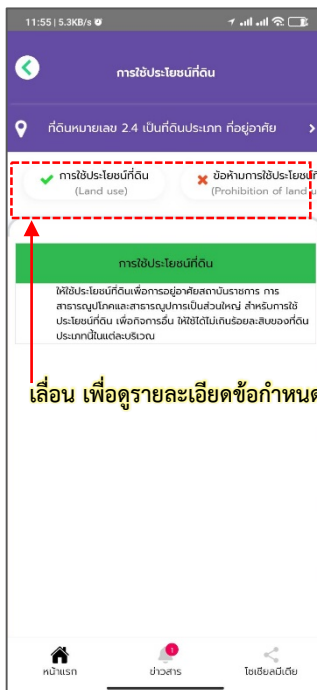 11:55 | 5.3KB/s
การใช้ประโยชน์ที่ดิน
ที่ดินหมายเลข 2.4 เป็นที่ดินประเภท ที่อยู่อาศัย
การใช้ประโยชน์ที่ดิน
(Land use)
ข้อห้ามการใช้ประโยชน์ที่
(Prohibition of land u
การใช้ประโยชน์ที่ดิน
ให้ใช้ประโยชน์ที่ดินเพื่อการอยู่อาศัยสถาบันราชการ การ
สาธารณูปโภคและสาธารณูปการเป็นส่วนใหญ่ สำหรับการใช้
ประโยชน์ที่ดิน เพื่อกิจการอื่น ให้ใช้ได้ไม่เกินร้อยละสิบของที่ดิน
ประเภทนี้ในแต่ละบริเวณ
เลื่อน เพื่อดูรายละเอียดข้อกำหนด
1
หน้าแรก
ข่าวสาร
โซเชียลมีเดีย